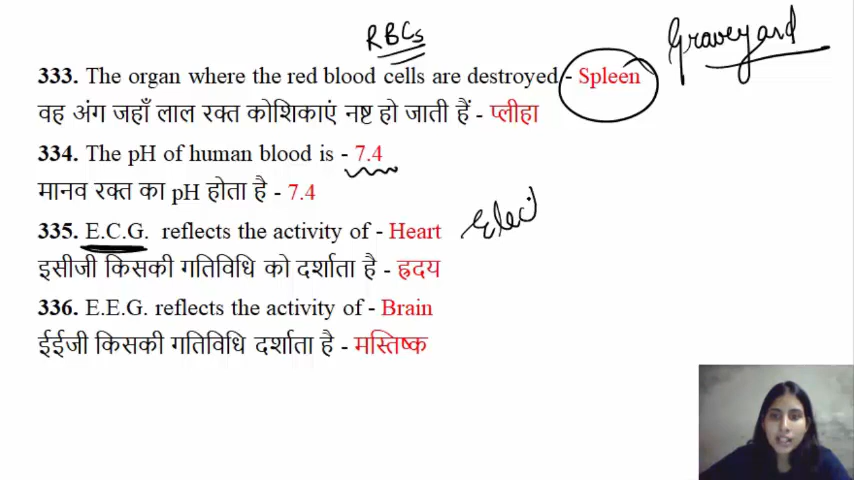 RBCs
Graveyard
333. The organ where the red blood cells are destroyed - Spleen
वह अंग जहाँ लाल रक्त कोशिकाएं नष्ट हो जाती हैं - प्लीहा
334. The pH of human blood is - 7.4
मानव रक्त का pH होता है - 7.4
335. E.C.G. reflects the activity of - Heart Elec
इसीजी किसकी गतिविधि को दर्शाता है - ह्रदय
336. E.E.G. reflects the activity of - Brain
ईईजी किसकी गतिविधि दर्शाता है - मस्तिष्क